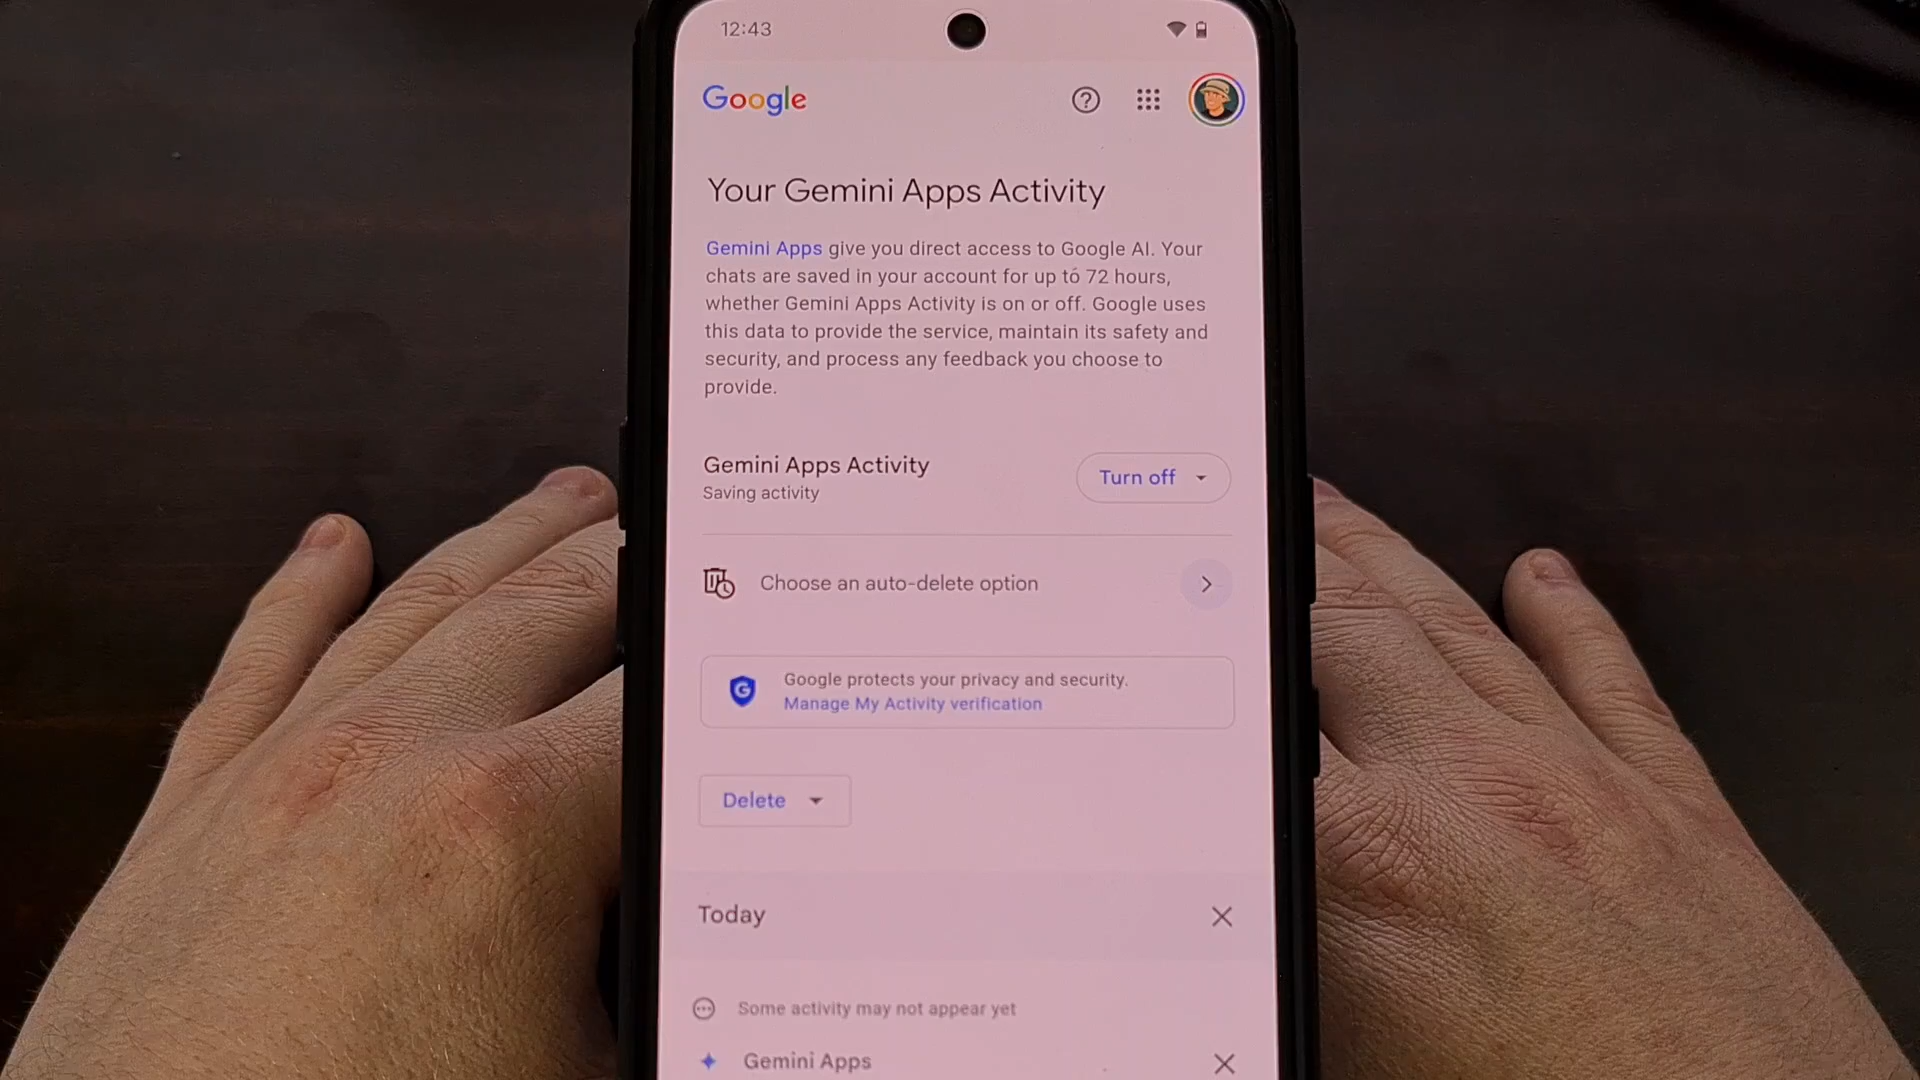 12:43
Google
Your Gemini Apps Activity
Gemini Apps give you direct access to Google AI. Your
chats are saved in your account for up to 72 hours,
whether Gemini Apps Activity is on or off. Google uses
this data to provide the service, maintain its safety and
security, and process any feedback you choose to
provide.
Gemini Apps Activity
Turn off
Saving activity
Choose an auto-delete option
Google protects your privacy and security.
Manage My Activity verification
Delete
Today
Some activity may not appear yet
Gemini Apps